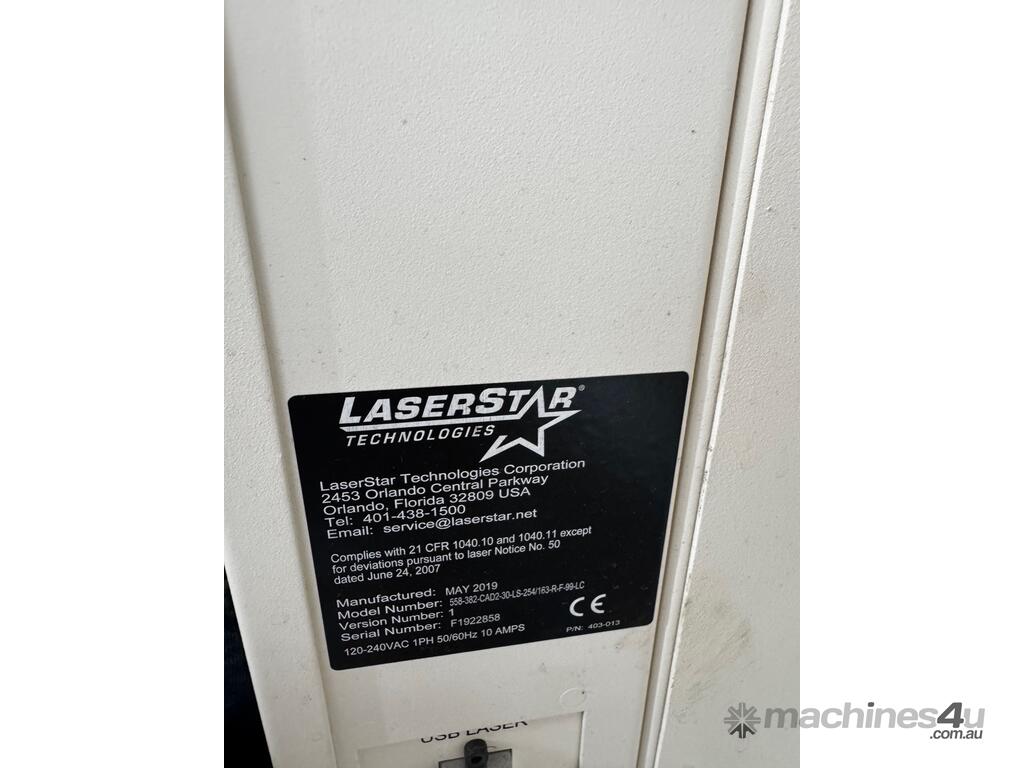 LASERSTAR®
TECHNOLOGIES
LaserStar Technologies Corporation
2453 Orlando Central Parkway
Orlando, Florida 32809 USA
Tel: 401-438-1500
Email: service@laserstar.net
Complies with 21 CFR 1040.10 and 1040.11 except
for deviations pursuant to laser Notice No. 50
dated June 24, 2007
Manufactured: MAY 2019
Model Number: 558-382-CAD2-30-LS-254/163-R-F-99-LC
Version Number: 1
Serial Number: F1922858
120-240VAC 1PH 50/60Hz 10 AMPS
CE
P/N: 403-013
USB LASER
machines4u
.com.au